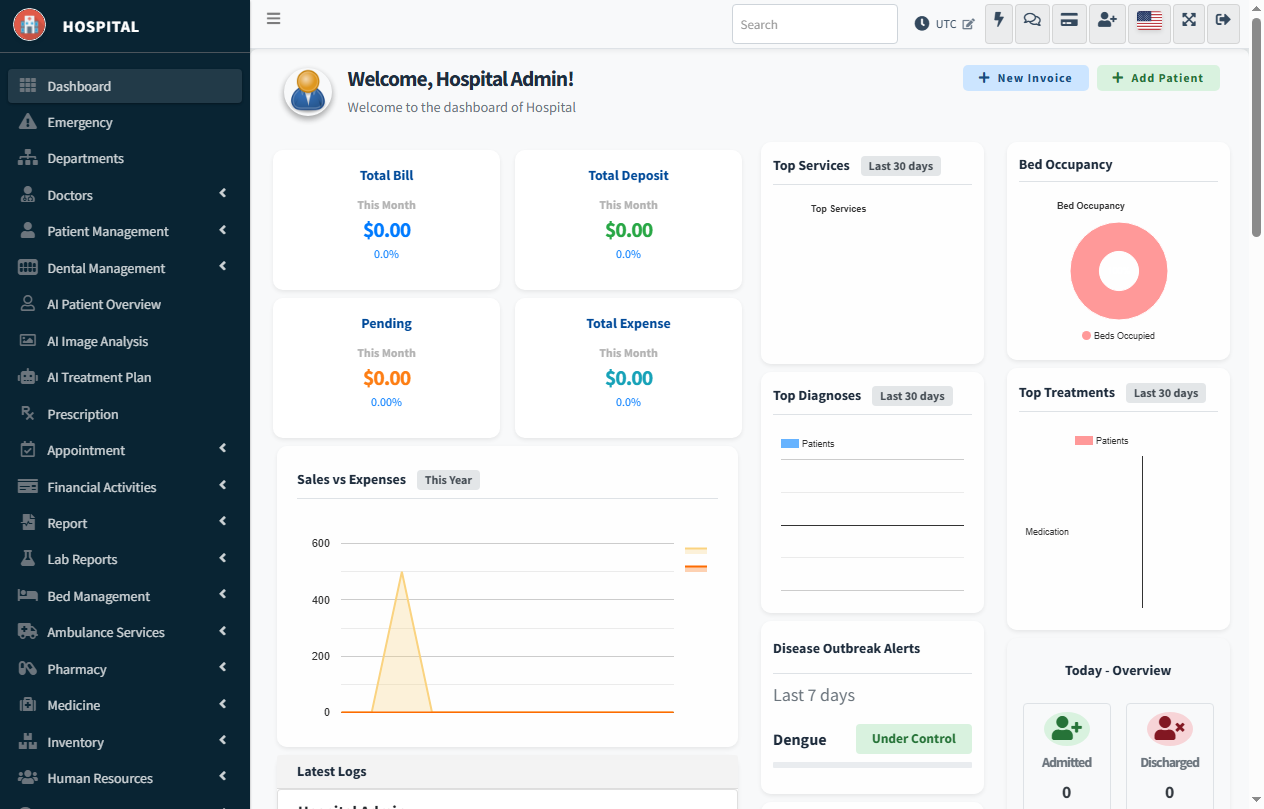 HOSPITAL
Dashboard
Emergency
Departments
Doctors
Patient Management
Dental Management
AI Patient Overview
AI Image Analysis
AI Treatment Plan
Prescription
Appointment
Financial Activities
Report
Lab Reports
Bed Management
Ambulance Services
Pharmacy
Medicine
Inventory
Human Resources
Search
UTC
Welcome, Hospital Admin!
Welcome to the dashboard of Hospital
+ New Invoice
+ Add Patient
Total Bill
This Month
$0.00
0.0%
Total Deposit
This Month
$0.00
0.0%
Pending
This Month
$0.00
0.00%
Total Expense
This Month
$0.00
0.0%
Sales vs Expenses This Year
600
400
200
0
Latest Logs
Hospital Admin
Top Services Last 30 days
Top Services
Top Diagnoses Last 30 days
Patients
Disease Outbreak Alerts
Last 7 days
Dengue Under Control
Bed Occupancy
Bed Occupancy
Beds Occupied
Top Treatments Last 30 days
Patients
Medication
Today - Overview
Admitted
0
Discharged
0